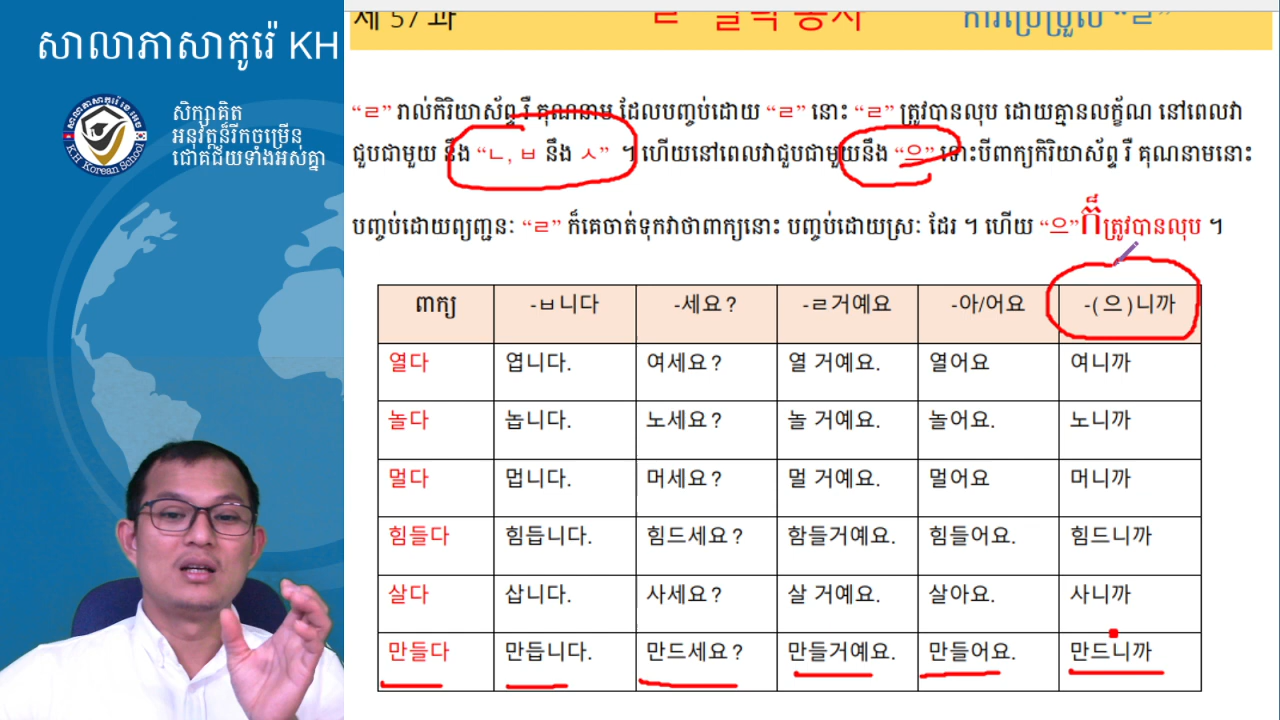 សាលាភាសាកូរ៉េ KH
K.H Korean School
សិក្សាគិត
អនុវត្តន៍រីកចម្រើន
ជោគជ័យទាំងអស់គ្នា
제 57 과 ㄹ 탈락 동사 ការប្រែប្រួល “ㄹ”
“ㄹ” រាល់កិរិយាស័ព្ទ រឺ គុណនាម ដែលបញ្ចប់ដោយ “ㄹ” នោះ “ㄹ” ត្រូវបានលុប ដោយគ្មានលក្ខ័ណ នៅពេលវា
ជួបជាមួយ នឹង “ㄴ, ㅂ នឹង ㅅ” ។ ហើយនៅពេលវាជួបជាមួយនឹង “으” ទោះបីពាក្យកិរិយាស័ព្ទ រឺ គុណនាមនោះ
បញ្ចប់ដោយព្យញ្ជនៈ “ㄹ” ក៏គេចាត់ទុកវាថាពាក្យនោះ បញ្ចប់ដោយស្រៈ ដែរ ។ ហើយ “으”ក៏ត្រូវបានលុប ។
ពាក្យ -ㅂ니다 -세요? -ㄹ거예요 -아/어요 -(으)니까
열다 엽니다. 여세요? 열 거예요. 열어요 여니까
놀다 놉니다. 노세요? 놀 거예요. 놀어요. 노니까
멀다 멉니다. 머세요? 멀 거예요. 멀어요 머니까
힘들다 힘듭니다. 힘드세요? 함들거예요. 힘들어요. 힘드니까
살다 삽니다. 사세요? 살 거예요. 살아요. 사니까
만들다 만듭니다. 만드세요? 만들거예요. 만들어요. 만드니까